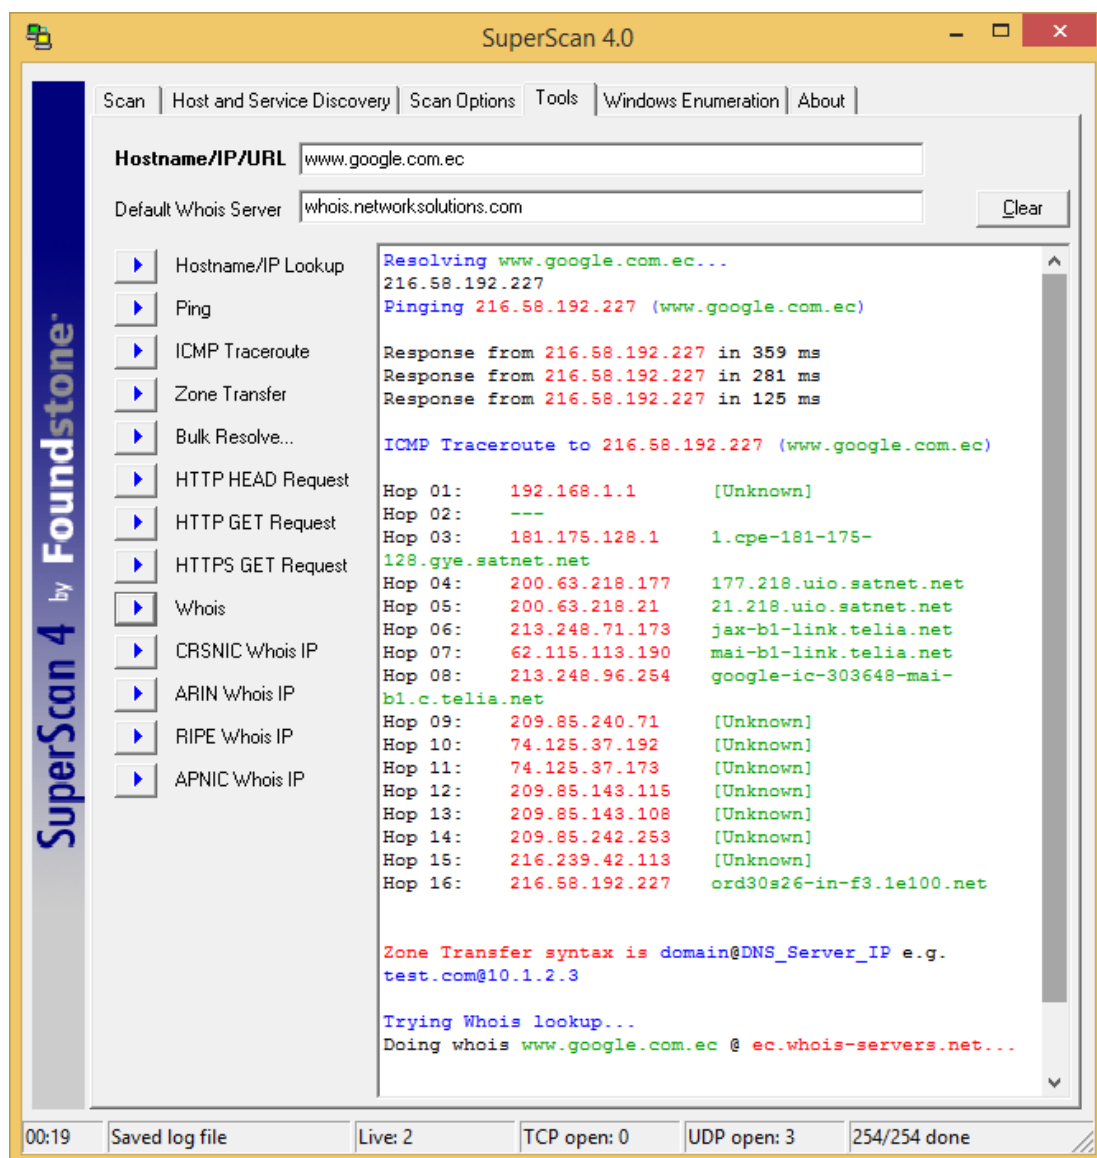 SuperScan 4.0
Scan
Host and Service Discovery
Scan Options
Tools
Windows Enumeration
About
Hostname/IP/URL
www.google.com.ec
Default Whois Server
whois.networksolutions.com
Clear
SuperScan 4 by Foundstone
Hostname/IP Lookup
Ping
ICMP Traceroute
Zone Transfer
Bulk Resolve...
HTTP HEAD Request
HTTP GET Request
HTTPS GET Request
Whois
CRSNIC Whois IP
ARIN Whois IP
RIPE Whois IP
APNIC Whois IP
Resolving www.google.com.ec...
216.58.192.227
Pinging 216.58.192.227 (www.google.com.ec)
Response from 216.58.192.227 in 359 ms
Response from 216.58.192.227 in 281 ms
Response from 216.58.192.227 in 125 ms
ICMP Traceroute to 216.58.192.227 (www.google.com.ec)
Hop 01: 192.168.1.1 [Unknown]
Hop 02: ---
Hop 03: 181.175.128.1 1.cpe-181-175-
128.gye.satnet.net
Hop 04: 200.63.218.177 177.218.uio.satnet.net
Hop 05: 200.63.218.21 21.218.uio.satnet.net
Hop 06: 213.248.71.173 jax-b1-link.telia.net
Hop 07: 62.115.113.190 mai-b1-link.telia.net
Hop 08: 213.248.96.254 google-ic-303648-mai-
b1.c.telia.net
Hop 09: 209.85.240.71 [Unknown]
Hop 10: 74.125.37.192 [Unknown]
Hop 11: 74.125.37.173 [Unknown]
Hop 12: 209.85.143.115 [Unknown]
Hop 13: 209.85.143.108 [Unknown]
Hop 14: 209.85.242.253 [Unknown]
Hop 15: 216.239.42.113 [Unknown]
Hop 16: 216.58.192.227 ord30s26-in-f3.1e100.net
Zone Transfer syntax is domain@DNS_Server_IP e.g.
test.com@10.1.2.3
Trying Whois lookup...
Doing whois www.google.com.ec @ ec.whois-servers.net...
00:19
Saved log file
Live: 2
TCP open: 0
UDP open: 3
254/254 done